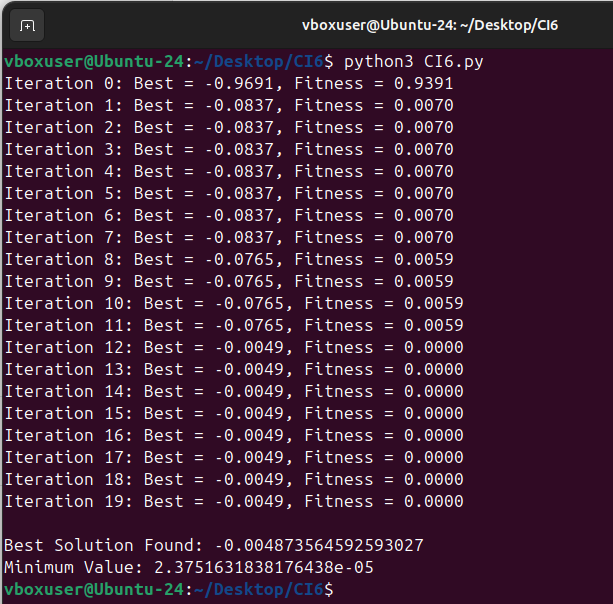 vboxuser@Ubuntu-24: ~/Desktop/CI6
vboxuser@Ubuntu-24:~/Desktop/CI6$ python3 CI6.py
Iteration 0: Best = -0.9691, Fitness = 0.9391
Iteration 1: Best = -0.0837, Fitness = 0.0070
Iteration 2: Best = -0.0837, Fitness = 0.0070
Iteration 3: Best = -0.0837, Fitness = 0.0070
Iteration 4: Best = -0.0837, Fitness = 0.0070
Iteration 5: Best = -0.0837, Fitness = 0.0070
Iteration 6: Best = -0.0837, Fitness = 0.0070
Iteration 7: Best = -0.0837, Fitness = 0.0070
Iteration 8: Best = -0.0765, Fitness = 0.0059
Iteration 9: Best = -0.0765, Fitness = 0.0059
Iteration 10: Best = -0.0765, Fitness = 0.0059
Iteration 11: Best = -0.0765, Fitness = 0.0059
Iteration 12: Best = -0.0049, Fitness = 0.0000
Iteration 13: Best = -0.0049, Fitness = 0.0000
Iteration 14: Best = -0.0049, Fitness = 0.0000
Iteration 15: Best = -0.0049, Fitness = 0.0000
Iteration 16: Best = -0.0049, Fitness = 0.0000
Iteration 17: Best = -0.0049, Fitness = 0.0000
Iteration 18: Best = -0.0049, Fitness = 0.0000
Iteration 19: Best = -0.0049, Fitness = 0.0000
Best Solution Found: -0.004873564592593027
Minimum Value: 2.3751631838176438e-05
vboxuser@Ubuntu-24:~/Desktop/CI6$